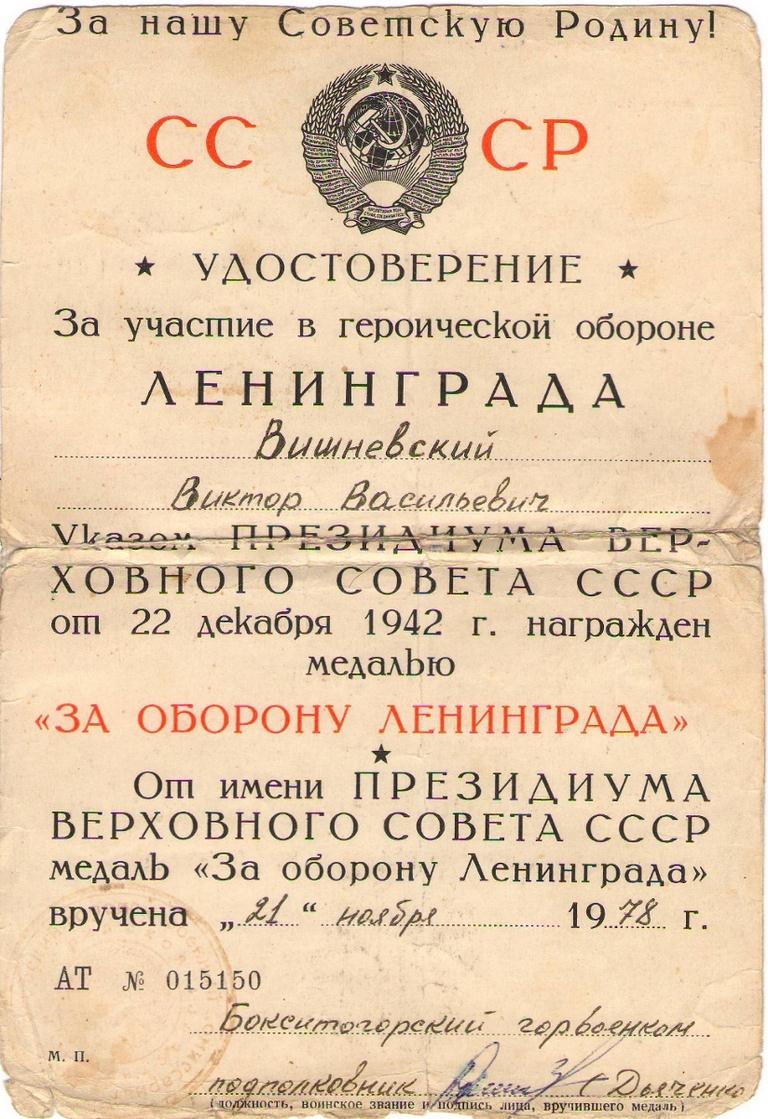 За нашу Советскую Родину!
СС СР
УДОСТОВЕРЕНИЕ
За участие в героической обороне
ЛЕНИНГРАДА
Вишневский
Виктор Васильевич
Указом ПРЕЗИДИУМА ВЕР-
ХОВНОГО СОВЕТА СССР
от 22 декабря 1942 г. награжден
медалью
«ЗА ОБОРОНУ ЛЕНИНГРАДА»
От имени ПРЕЗИДИУМА
ВЕРХОВНОГО СОВЕТА СССР
медаль «За оборону Ленинграда»
вручена „21“ ноября 1978 г.
АТ № 015150
Бокситогорский горвоенком
М. П.
подполковник Дьяченко
(должность, воинское звание и подпись лица, вручившего медаль